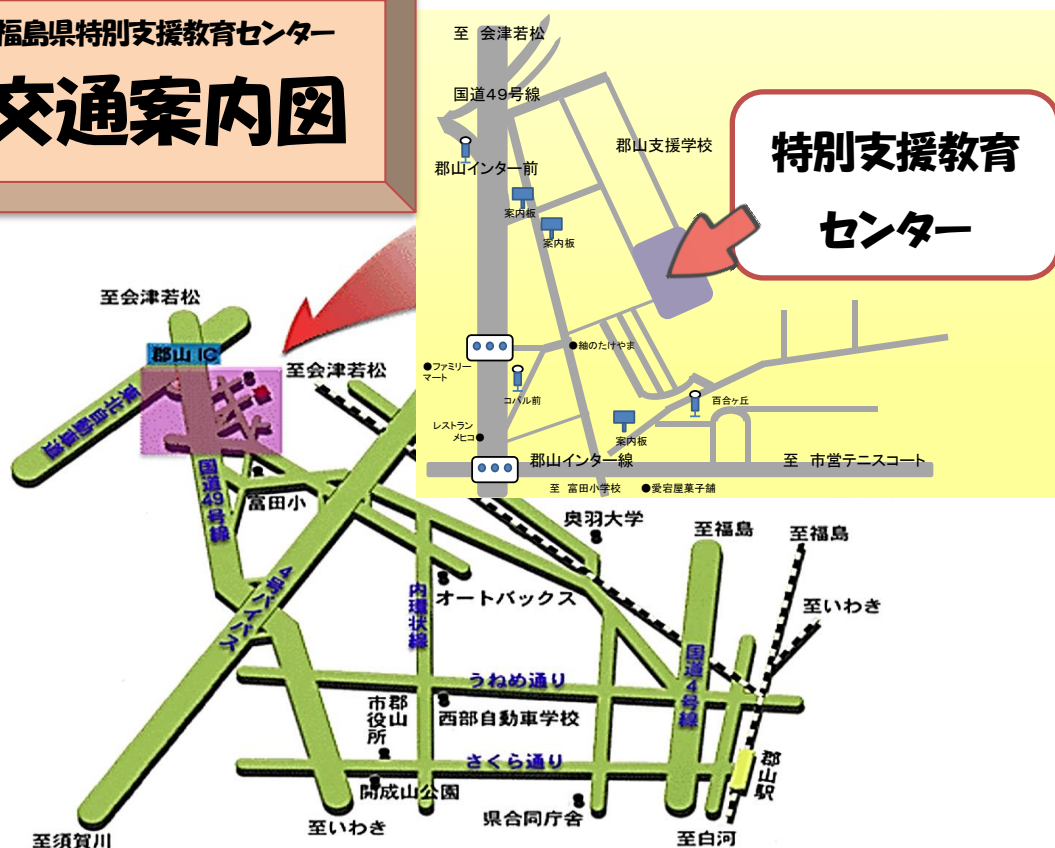 福島県特別支援教育センター
交通案内図
至 会津若松
国道49号線
郡山インター前
案内板
案内板
郡山支援学校
特別支援教育
センター
●紬のたけやま
●ファミリー
マート
コパル前
レストラン
メヒコ●
百合ヶ丘
案内板
郡山インター線
至 市営テニスコート
至 富田小学校
●愛宕屋菓子舗
至会津若松
郡山 IC
至会津若松
東北自動車道
国道49号線
富田小
4号バイパス
奥羽大学
至福島
至福島
至いわき
オートバックス
内環状線
国道4号線
うねめ通り
郡山
市役所
西部自動車学校
さくら通り
開成山公園
郡山駅
県合同庁舎
至須賀川
至いわき
至白河